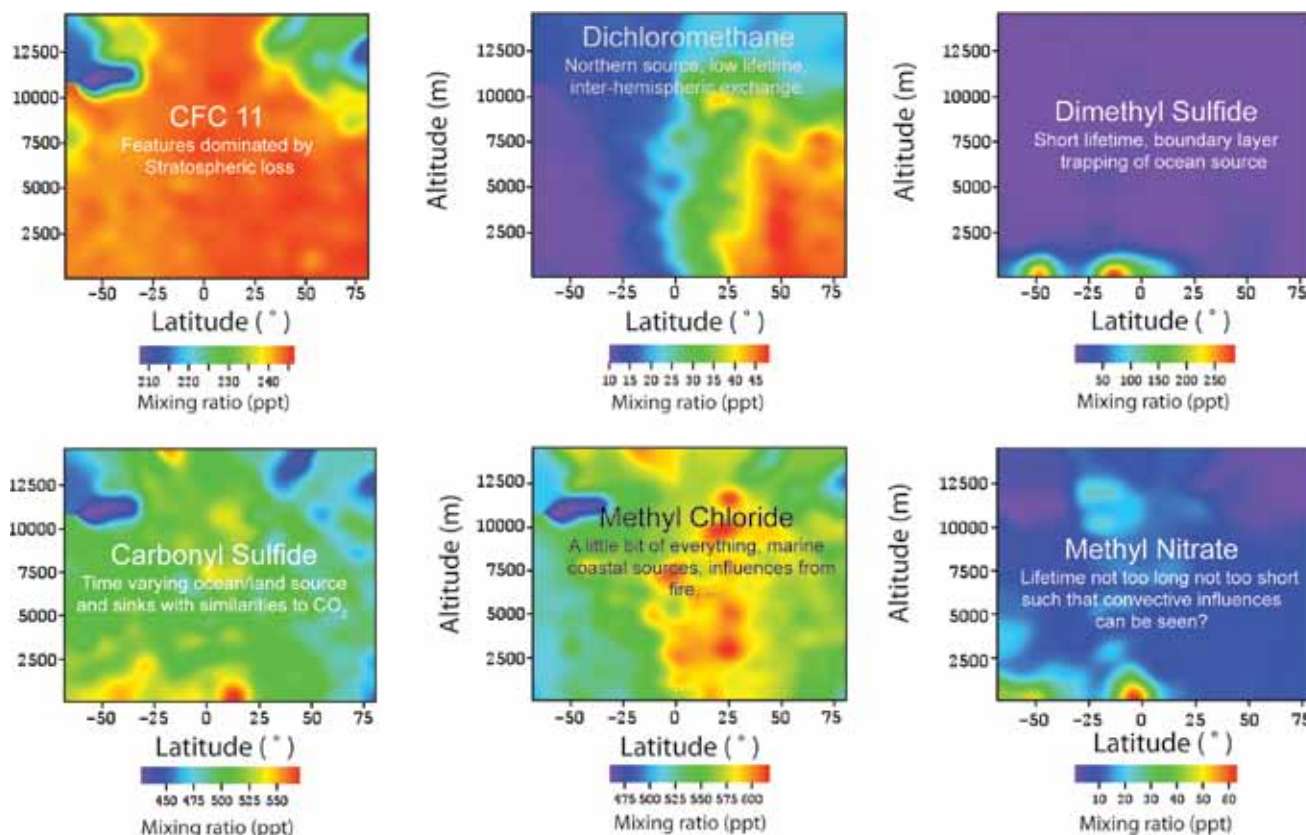 12500
10000
7500
5000
2500
CFC 11
Features dominated by
Stratospheric loss
−50 −25 0 25 50 75
Latitude ( ° )
210 220 230 240
Mixing ratio (ppt)
Altitude (m)
12500
10000
7500
5000
2500
Dichloromethane
Northern source, low lifetime,
inter-hemispheric exchange.
−50 −25 0 25 50 75
Latitude ( ° )
10 15 20 25 30 35 40 45
Mixing ratio (ppt)
Altitude (m)
12500
10000
7500
5000
2500
Dimethyl Sulfide
Short lifetime, boundary layer
trapping of ocean source
−50 −25 0 25 50 75
Latitude ( ° )
50 100 150 200 250
Mixing ratio (ppt)
12500
10000
7500
5000
2500
Carbonyl Sulfide
Time varying ocean/land source
and sinks with similarities to CO₂
−50 −25 0 25 50 75
Latitude ( ° )
450 475 500 525 550
Mixing ratio (ppt)
Altitude (m)
12500
10000
7500
5000
2500
Methyl Chloride
A little bit of everything, marine
coastal sources, influences from
fire, ...
−50 −25 0 25 50 75
Latitude ( ° )
475 500 525 550 575 600
Mixing ratio (ppt)
Altitude (m)
12500
10000
7500
5000
2500
Methyl Nitrate
Lifetime not too long not too short
such that convective influences
can be seen?
−50 −25 0 25 50 75
Latitude ( ° )
10 20 30 40 50 60
Mixing ratio (ppt)